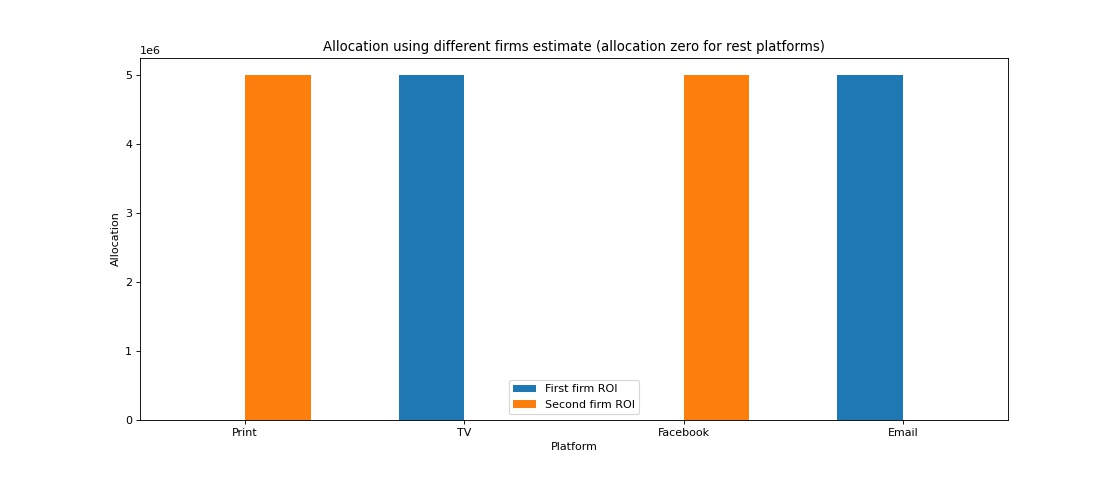 Allocation using different firms estimate (allocation zero for rest platforms)
1e6
5
4
3
2
1
0
Allocation
First firm ROI
Second firm ROI
Print TV Facebook Email
Platform